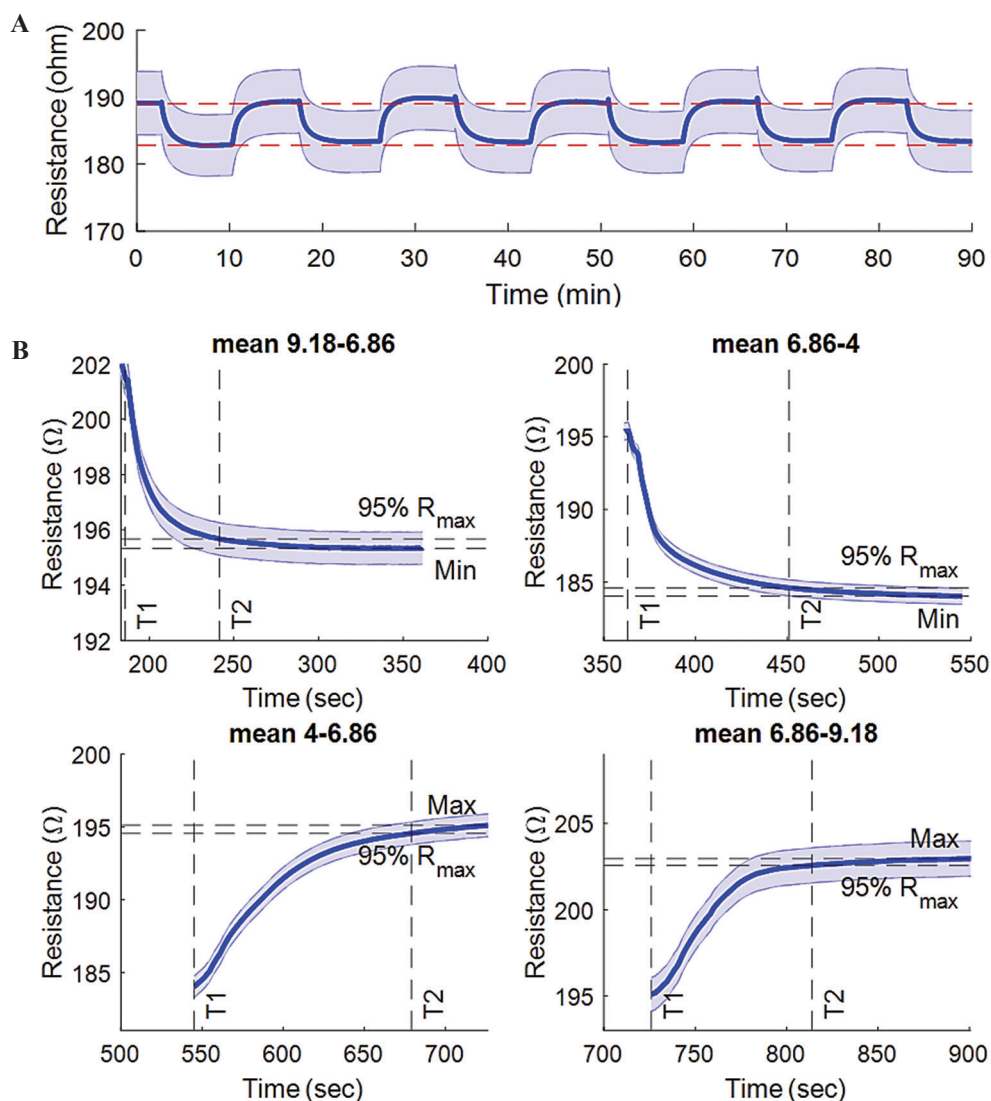 A
Resistance (ohm)
200
190
180
170
0 10 20 30 40 50 60 70 80 90
Time (min)
B
mean 9.18-6.86
Resistance (Ω)
202
200
198
196
194
192
95% Rmax
Min
T1
T2
200 250 300 350 400
Time (sec)
mean 6.86-4
Resistance (Ω)
200
195
190
185
95% Rmax
Min
T1
T2
350 400 450 500 550
Time (sec)
mean 4-6.86
Resistance (Ω)
200
195
190
185
Max
95% Rmax
T1
T2
500 550 600 650 700
Time (sec)
mean 6.86-9.18
Resistance (Ω)
205
200
195
Max
95% Rmax
T1
T2
700 750 800 850 900
Time (sec)